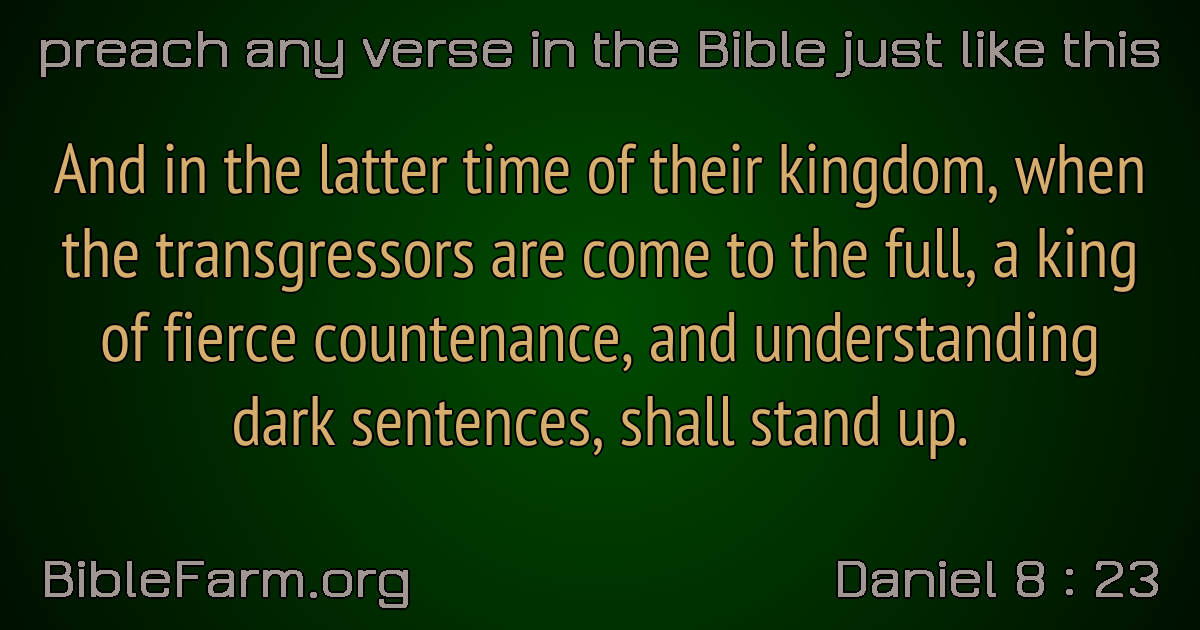 preach any verse in the Bible just like this
And in the latter time of their kingdom, when
the transgressors are come to the full, a king
of fierce countenance, and understanding
dark sentences, shall stand up.
BibleFarm.org
Daniel 8 : 23